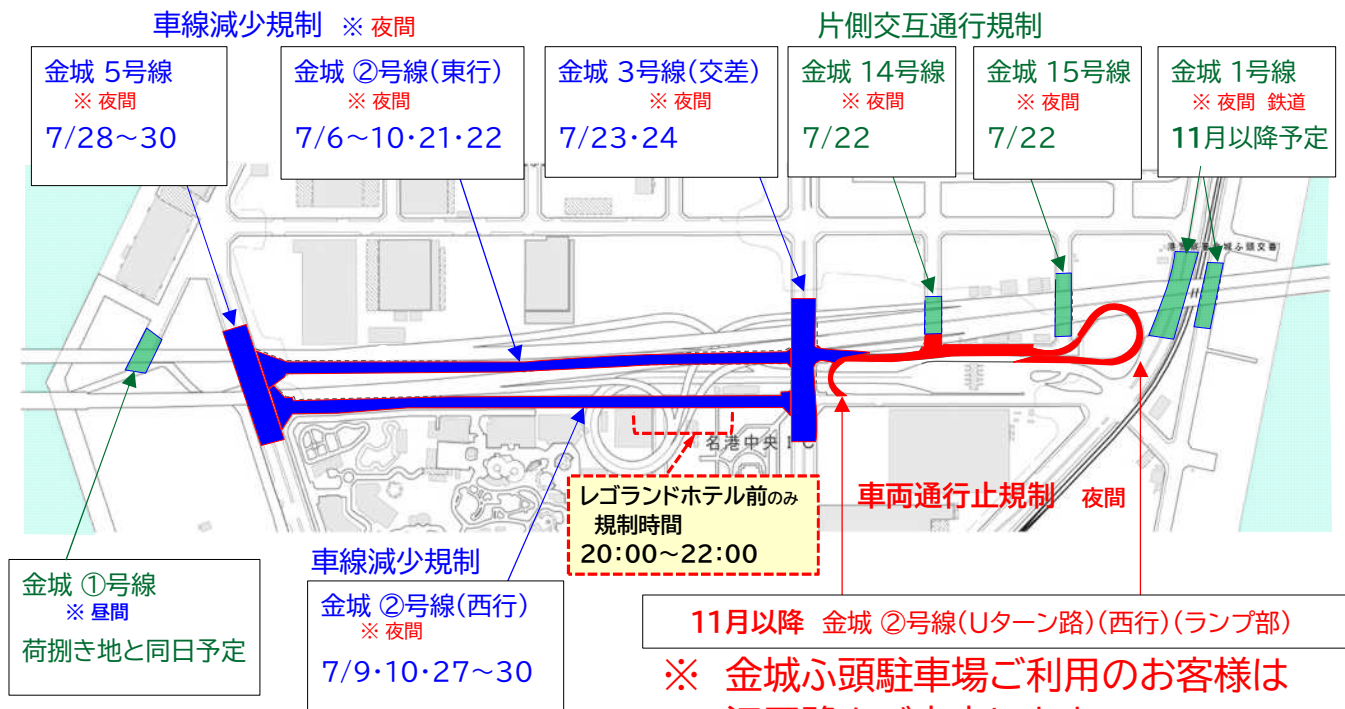 車線減少規制 ※ 夜間
片側交互通行規制
金城 5号線
※ 夜間
7/28～30
金城 ②号線(東行)
※ 夜間
7/6～10・21・22
金城 3号線(交差)
※ 夜間
7/23・24
金城 14号線
※ 夜間
7/22
金城 15号線
※ 夜間
7/22
金城 1号線
※ 夜間 鉄道
11月以降予定
名港中央IC
レゴランドホテル前のみ
規制時間
20:00～22:00
車両通行止規制 夜間
金城 ①号線
※ 昼間
荷捌き地と同日予定
車線減少規制
金城 ②号線(西行)
※ 夜間
7/9・10・27～30
11月以降 金城 ②号線(Uターン路)(西行)(ランプ部)
※ 金城ふ頭駐車場ご利用のお客様は